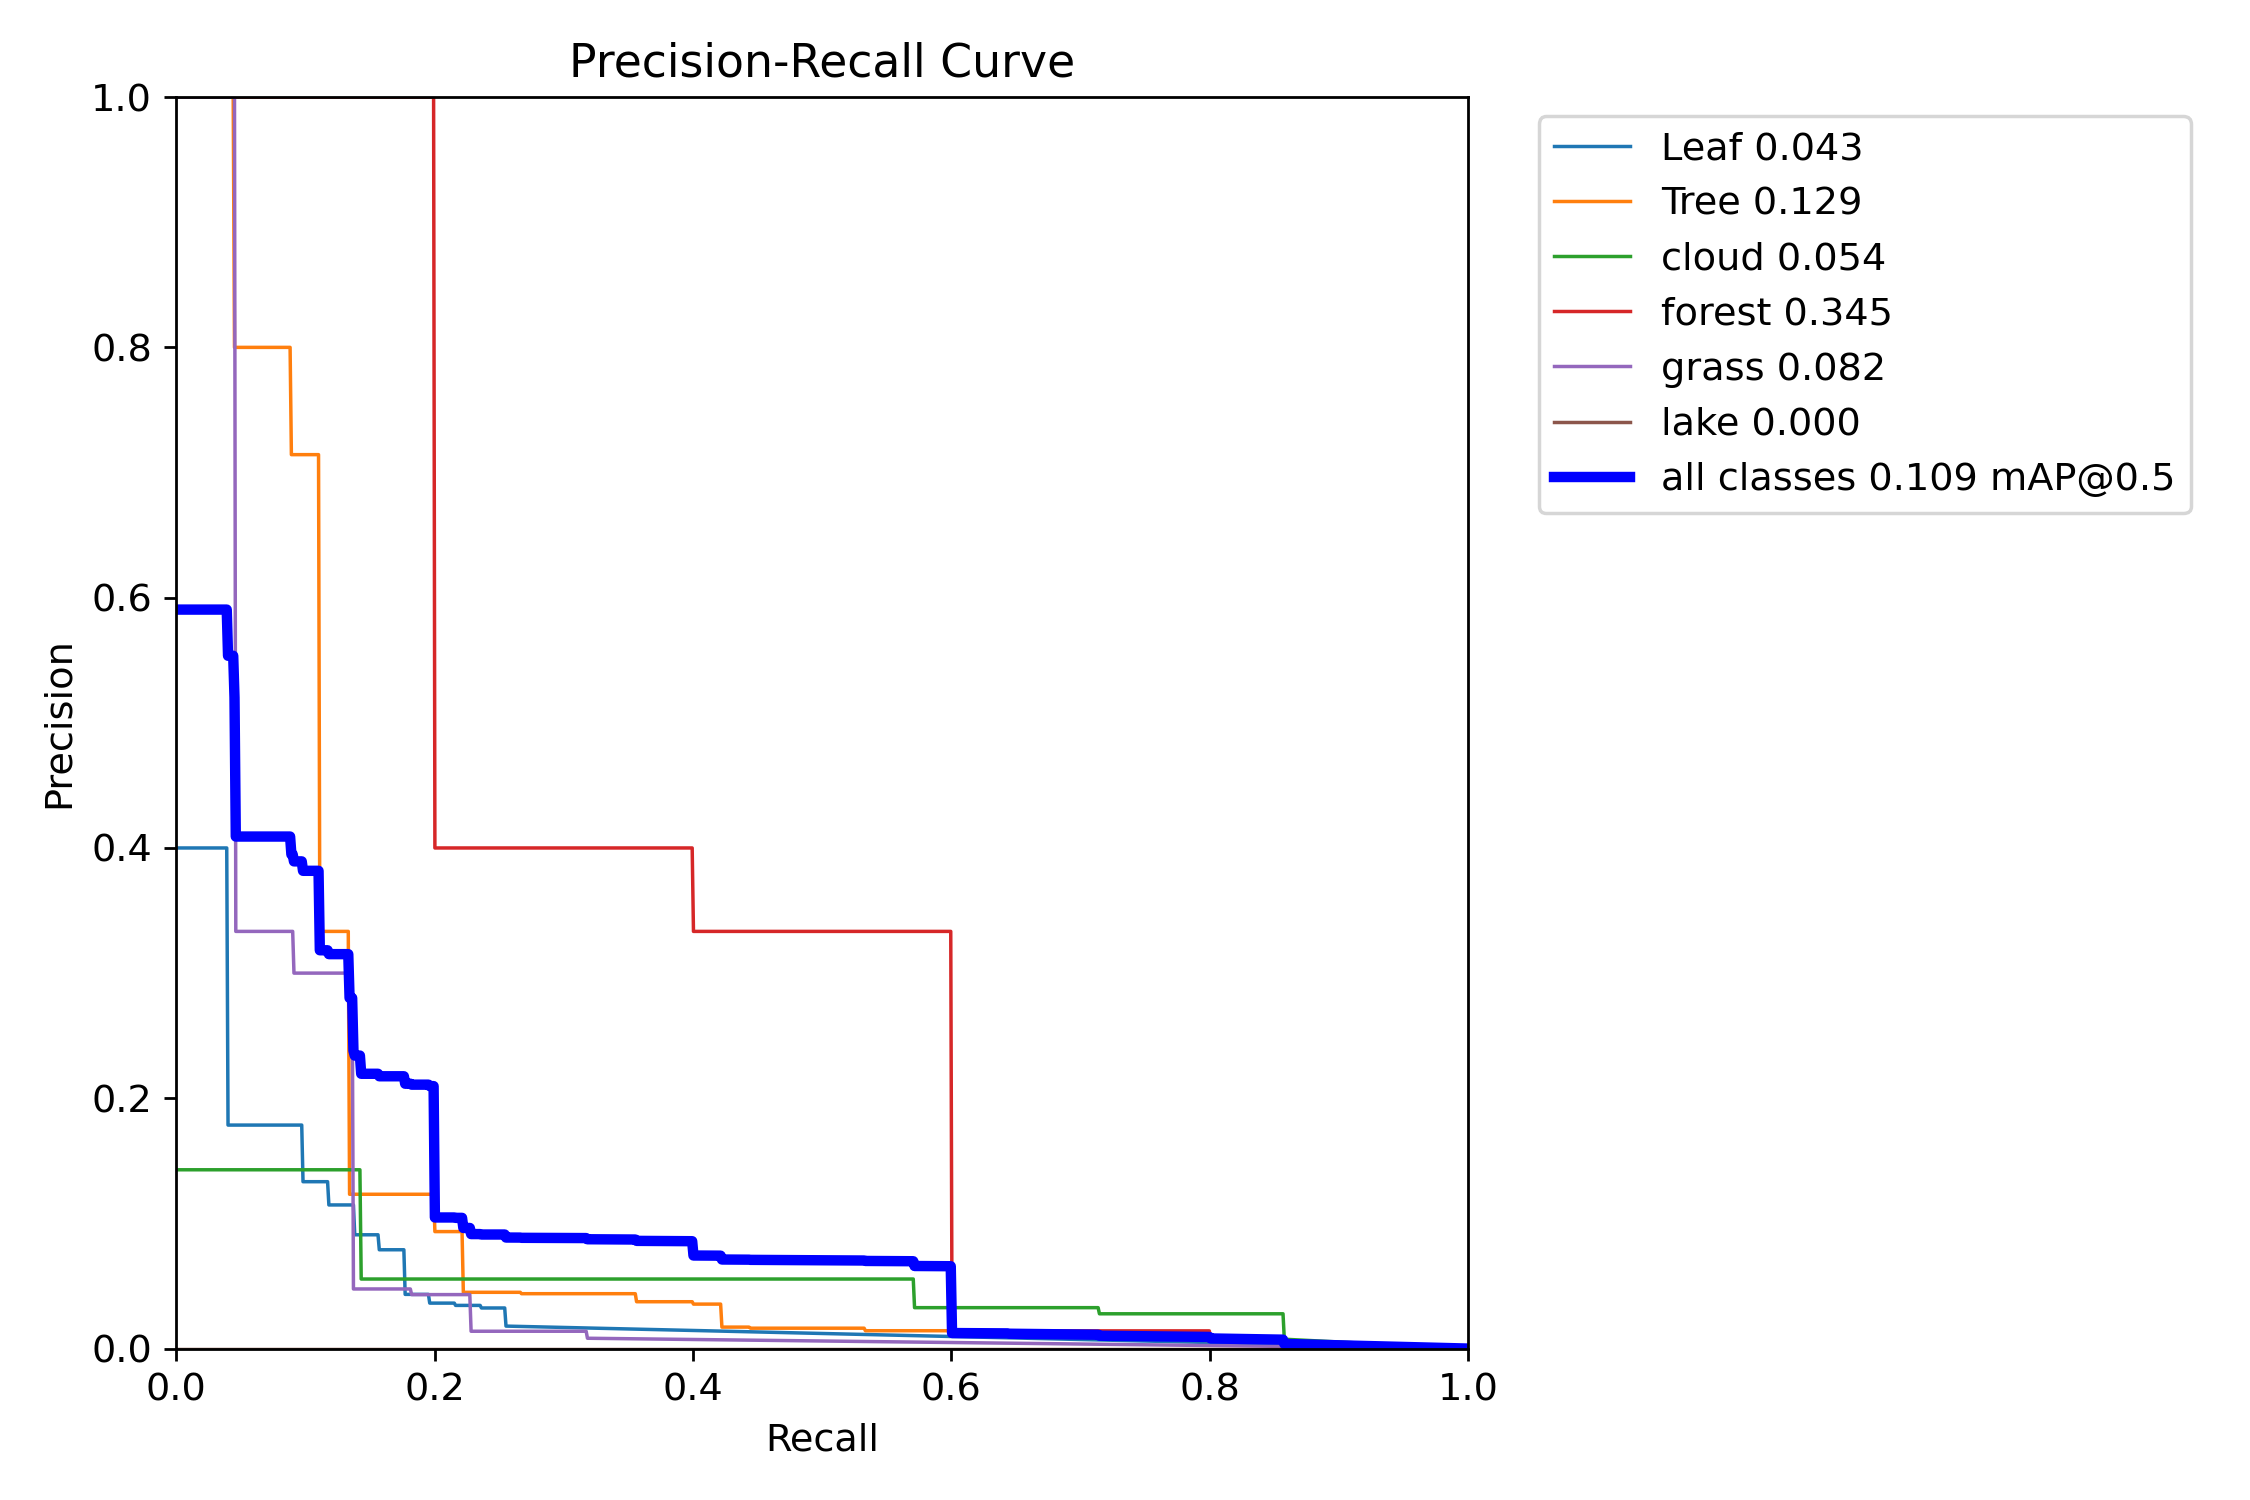 Precision-Recall Curve
1.0
0.8
0.6
0.4
0.2
0.0
Precision
0.0 0.2 0.4 0.6 0.8 1.0
Recall
Leaf 0.043
Tree 0.129
cloud 0.054
forest 0.345
grass 0.082
lake 0.000
all classes 0.109 mAP@0.5